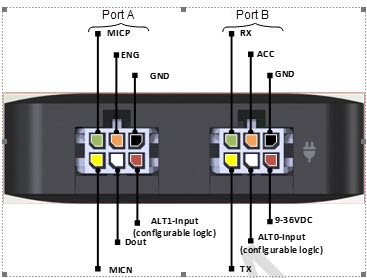 Port A
Port B
MICP
RX
ENG
ACC
GND
GND
ALT1-Input
(configurable logic)
9-36VDC
Dout
ALT0-Input
(configurable logic)
MICN
TX